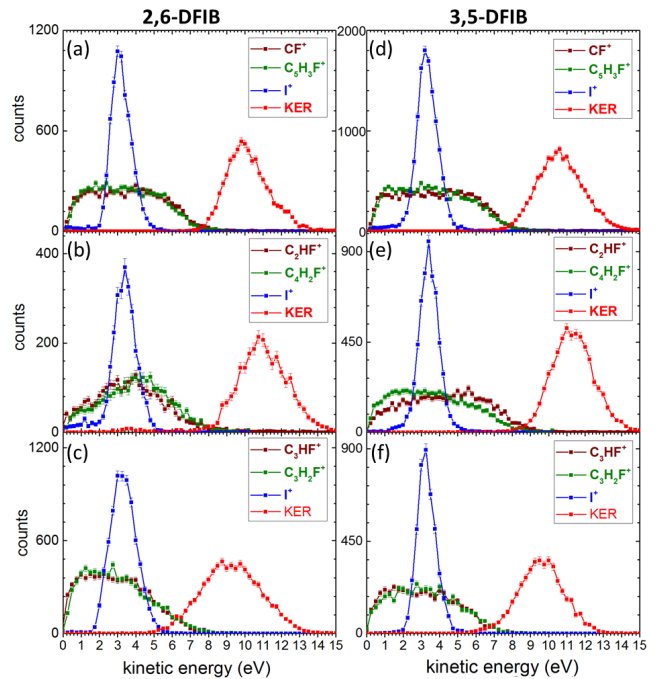 2,6-DFIB
3,5-DFIB
(a)
1200
600
0
counts
CF⁺
C₅H₃F⁺
I⁺
KER
(d)
2000
1000
0
CF⁺
C₅H₃F⁺
I⁺
KER
(b)
400
200
0
counts
C₂HF⁺
C₄H₂F⁺
I⁺
KER
(e)
900
450
0
C₂HF⁺
C₄H₂F⁺
I⁺
KER
(c)
1200
600
0
counts
C₃HF⁺
C₃H₂F⁺
I⁺
KER
(f)
900
450
0
C₃HF⁺
C₃H₂F⁺
I⁺
KER
0 1 2 3 4 5 6 7 8 9 10 11 12 13 14 15
0 1 2 3 4 5 6 7 8 9 10 11 12 13 14 15
kinetic energy (eV)
kinetic energy (eV)